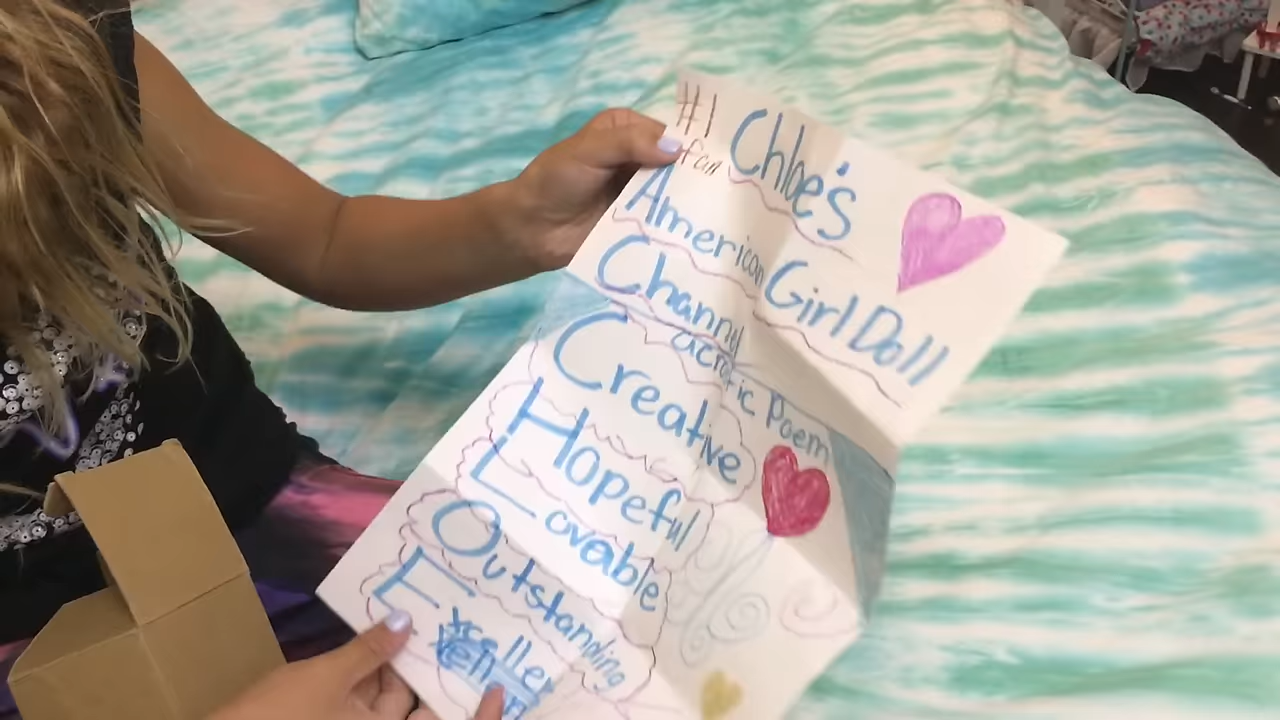 #1
fan
Chloe's
American Girl Doll
Channel
acrostic Poem
Creative
Hopeful
Lovable
Outstanding